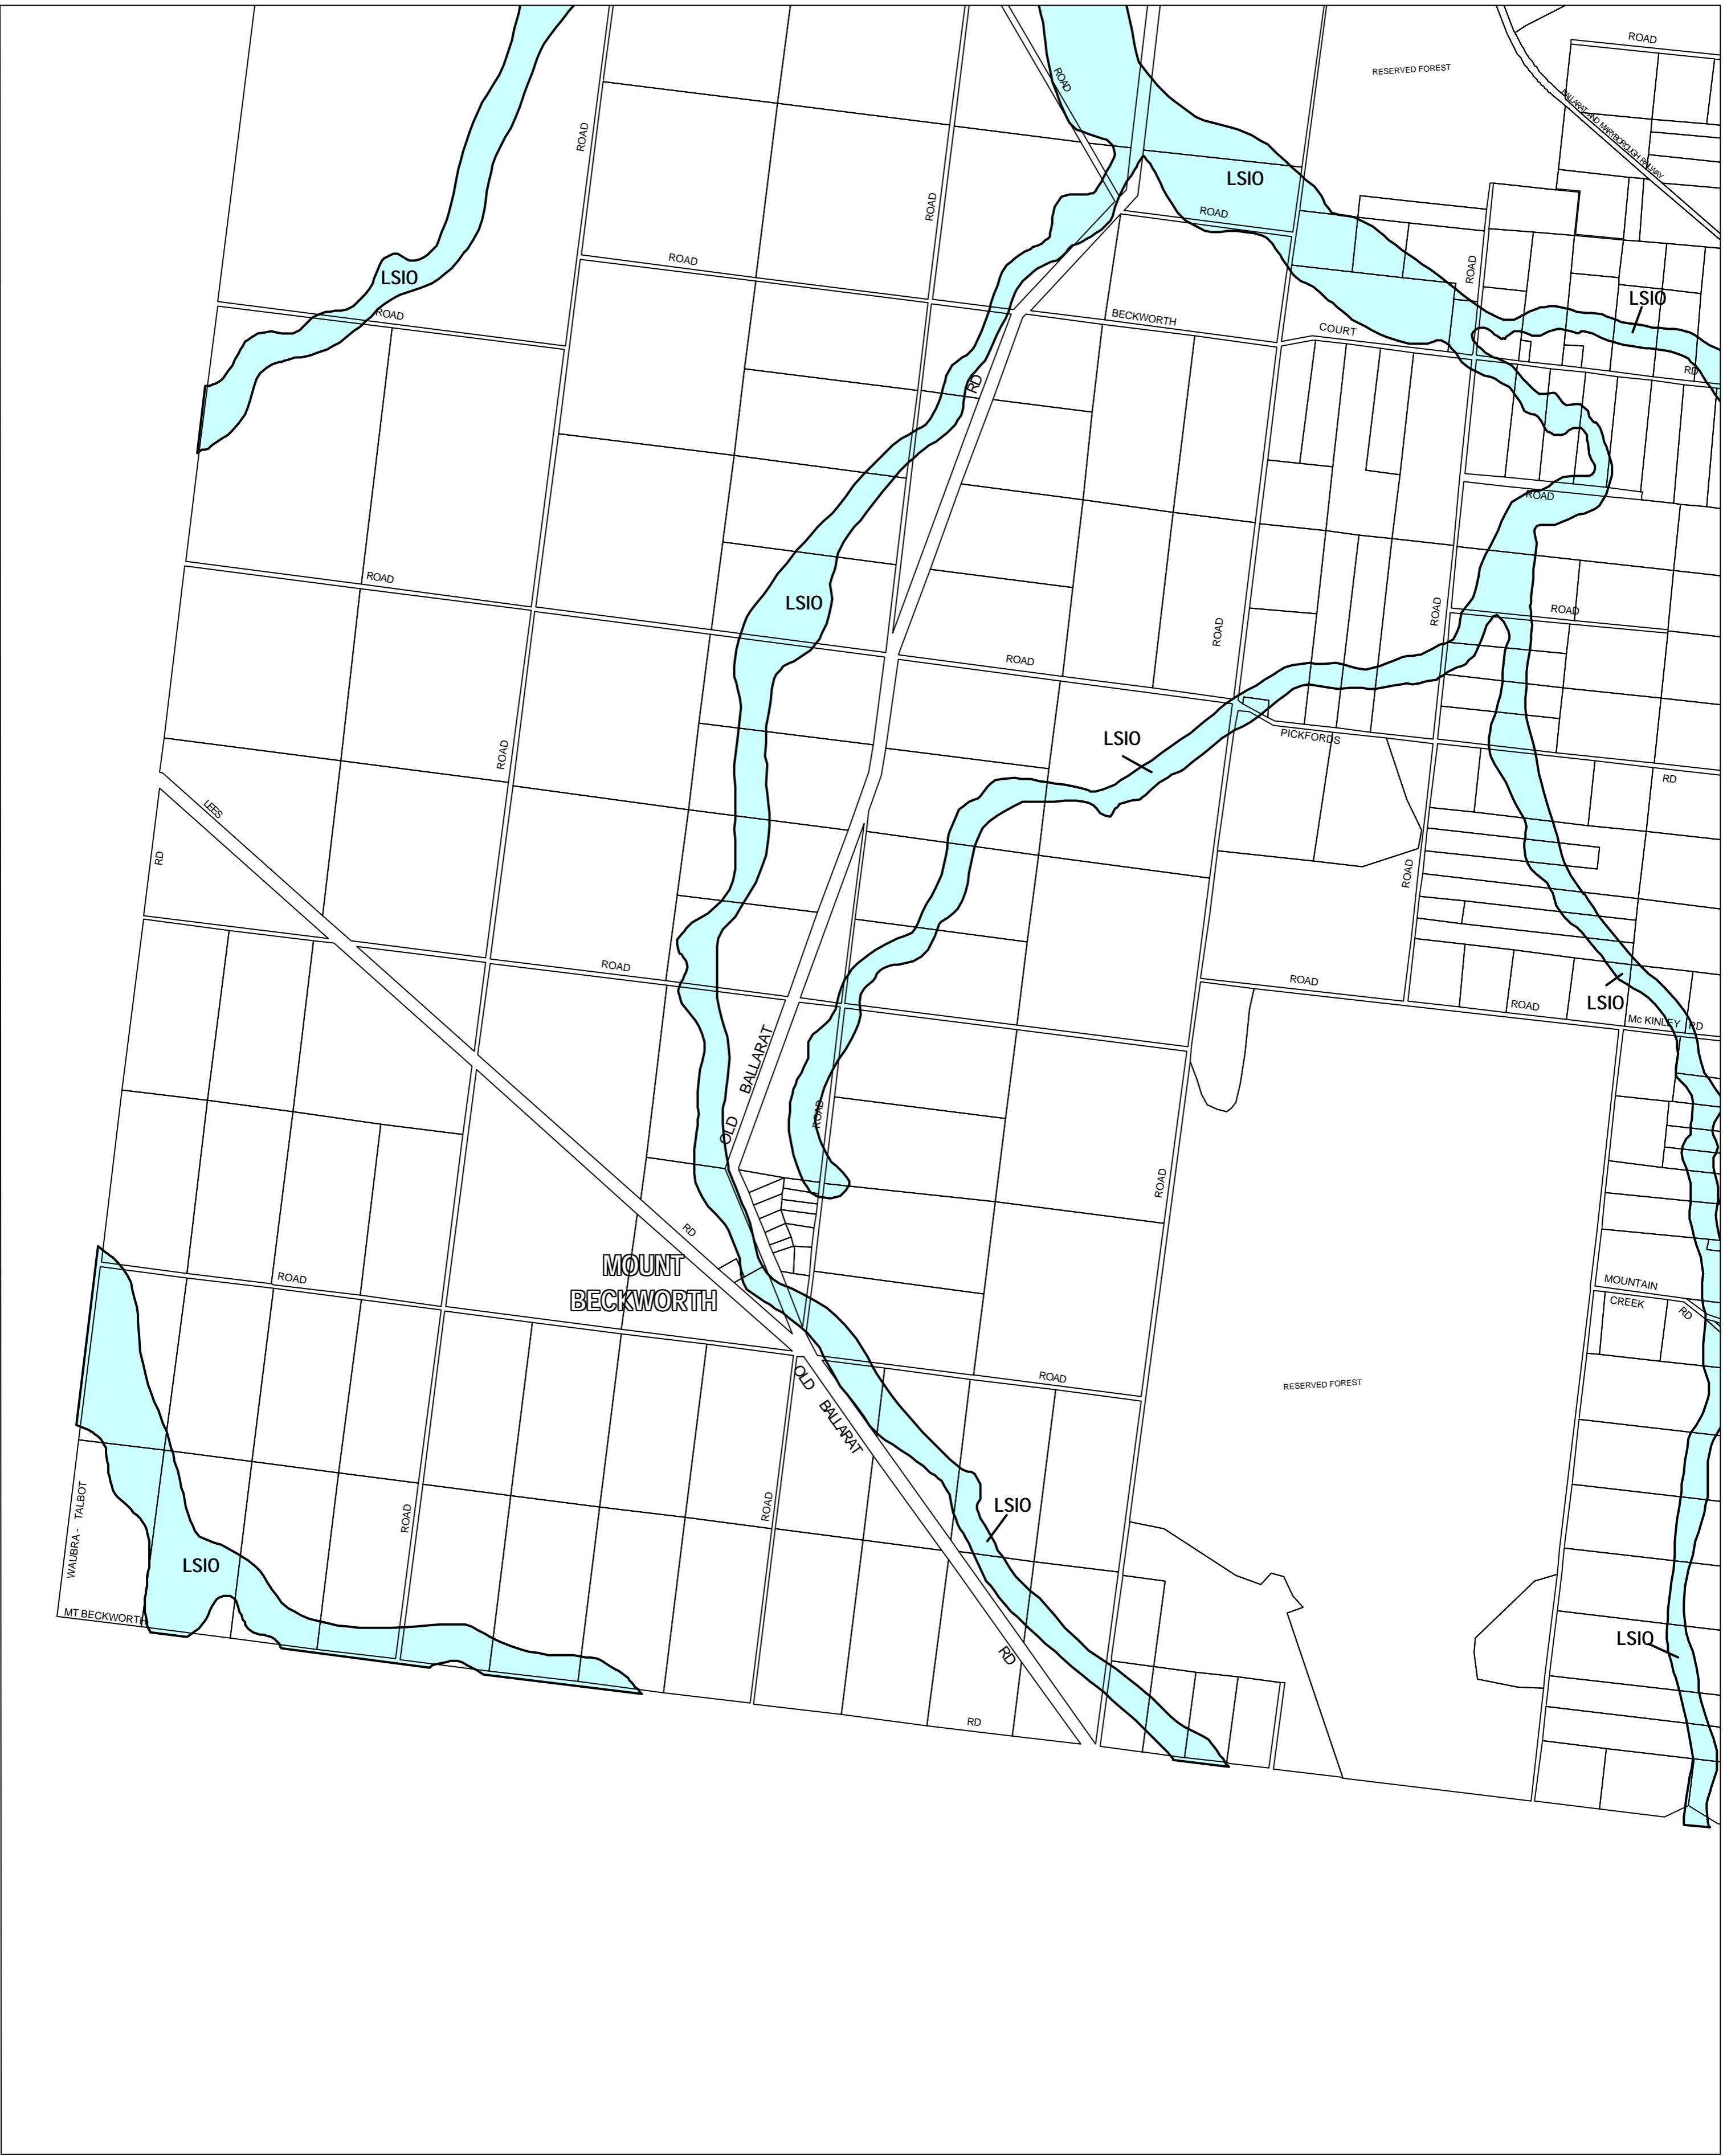 ROAD
RESERVED FOREST
ROAD
BALLARAT AND MARYBOROUGH RAILWAY
ROAD
LSIO
ROAD
ROAD
ROAD
ROAD
LSIO
ROAD
LSIO
ROAD
BECKWORTH
COURT
RD
RD
ROAD
ROAD
LSIO
ROAD
ROAD
ROAD
ROAD
PICKFORDS
LSIO
ROAD
RD
LEES
RD
ROAD
ROAD
ROAD
ROAD
LSIO
Mc KINLEY RD
OLD BALLARAT
ROAD
ROAD
RD
MOUNT
BECKWORTH
ROAD
MOUNTAIN
CREEK
RD
ROAD
RESERVED FOREST
OLD BALLARAT
RD
WAUBRA - TALBOT
ROAD
ROAD
LSIO
LSIO
MT BECKWORTH
RD
LSIO